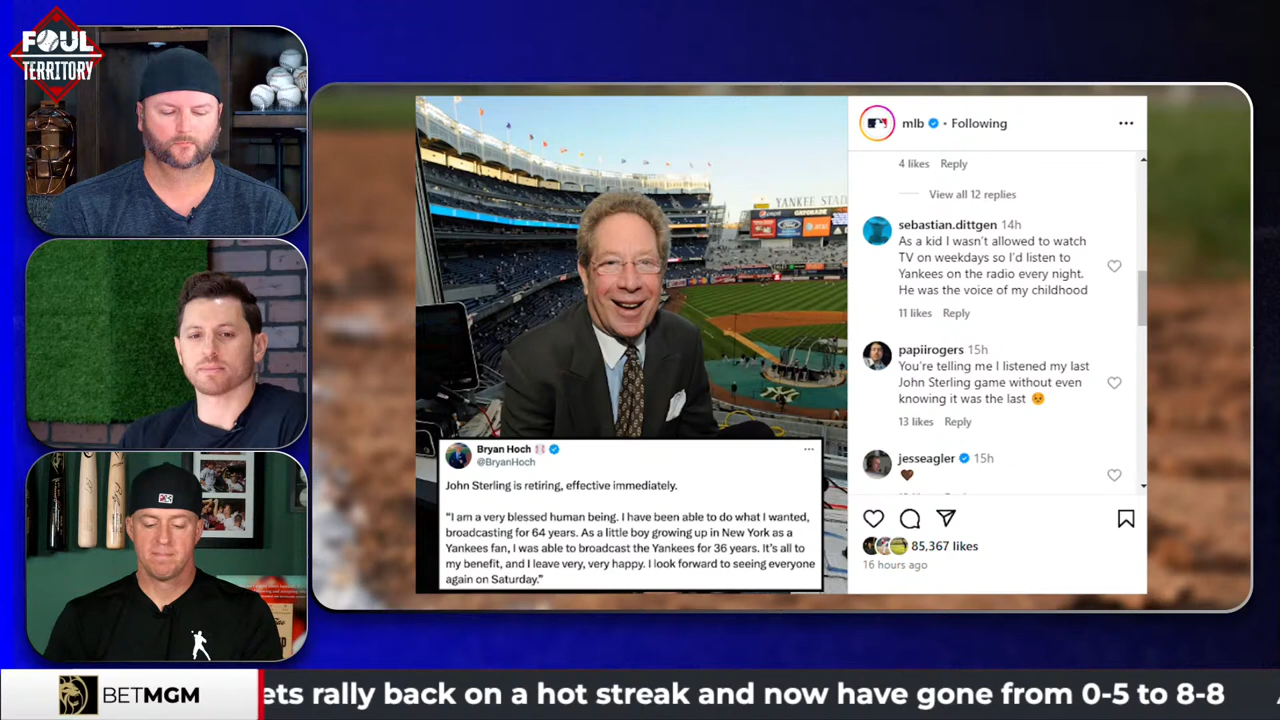 FOUL
TERRITORY
YANKEE STAD
pepsi
GATORADE
Ford
AT&T
mlb • Following
4 likes Reply
View all 12 replies
sebastian.dittgen 14h
As a kid I wasn't allowed to watch
TV on weekdays so I'd listen to
Yankees on the radio every night.
He was the voice of my childhood
11 likes Reply
papiirogers 15h
You're telling me I listened my last
John Sterling game without even
knowing it was the last 😡
13 likes Reply
jesseagler 15h
🤎
85,367 likes
16 hours ago
Bryan Hoch
@BryanHoch
John Sterling is retiring, effective immediately.
"I am a very blessed human being. I have been able to do what I wanted,
broadcasting for 64 years. As a little boy growing up in New York as a
Yankees fan, I was able to broadcast the Yankees for 36 years. It's all to
my benefit, and I leave very, very happy. I look forward to seeing everyone
again on Saturday."
BETMGM
ets rally back on a hot streak and now have gone from 0-5 to 8-8